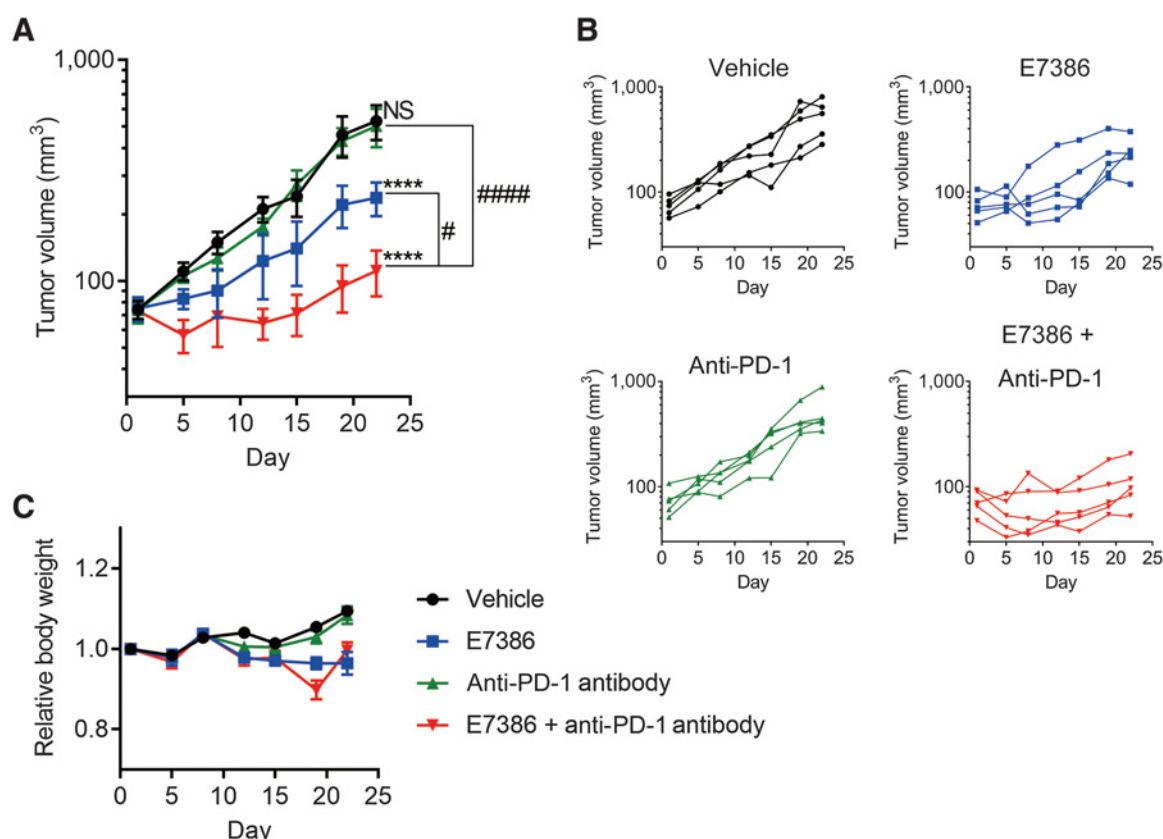 A
1,000
100
Tumor volume (mm³)
0 5 10 15 20 25
Day
NS
****
****
#
####
B
Vehicle
1,000
100
Tumor volume (mm³)
0 5 10 15 20 25
Day
E7386
1,000
100
Tumor volume (mm³)
0 5 10 15 20 25
Day
Anti-PD-1
1,000
100
Tumor volume (mm³)
0 5 10 15 20 25
Day
E7386 +
Anti-PD-1
1,000
100
Tumor volume (mm³)
0 5 10 15 20 25
Day
C
1.2
1.0
0.8
Relative body weight
0 5 10 15 20 25
Day
Vehicle
E7386
Anti-PD-1 antibody
E7386 + anti-PD-1 antibody